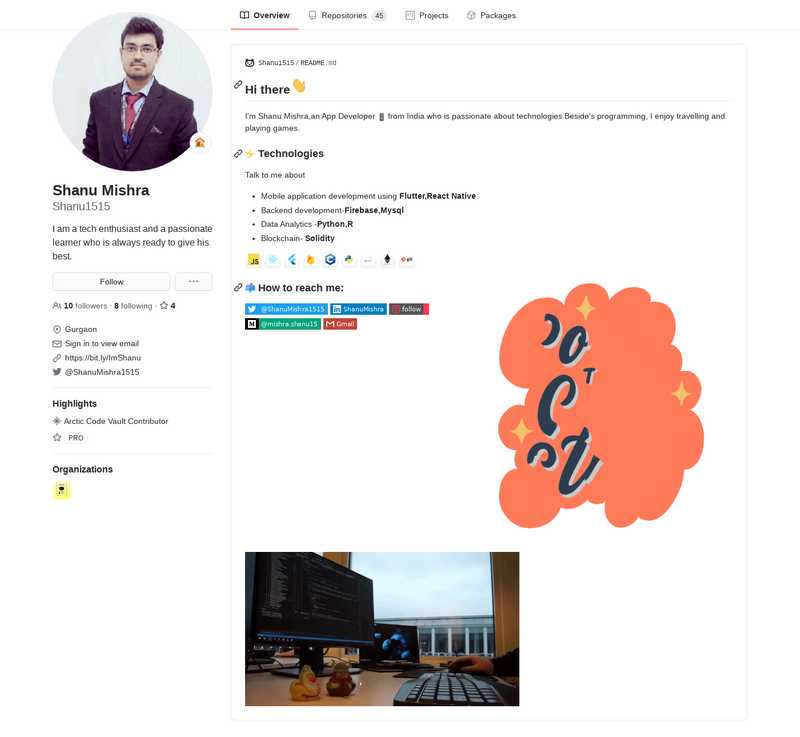 Overview
Repositories 45
Projects
Packages
Shanu Mishra
Shanu1515
I am a tech enthusiast and a passionate
learner who is always ready to give his
best.
Follow
10 followers · 8 following · 4
Gurgaon
Sign in to view email
https://bit.ly/ImShanu
@ShanuMishra1515
Highlights
Arctic Code Vault Contributor
PRO
Organizations
Shanu1515 / README.md
Hi there
I'm Shanu Mishra,an App Developer from India who is passionate about technologies.Beside's programming, I enjoy travelling and
playing games.
Technologies
Talk to me about
Mobile application development using Flutter,React Native
Backend development-Firebase,Mysql
Data Analytics -Python,R
Blockchain- Solidity
JS
How to reach me:
@ShanuMishra1515
ShanuMishra
follow
@mishra.shanu15
Gmail